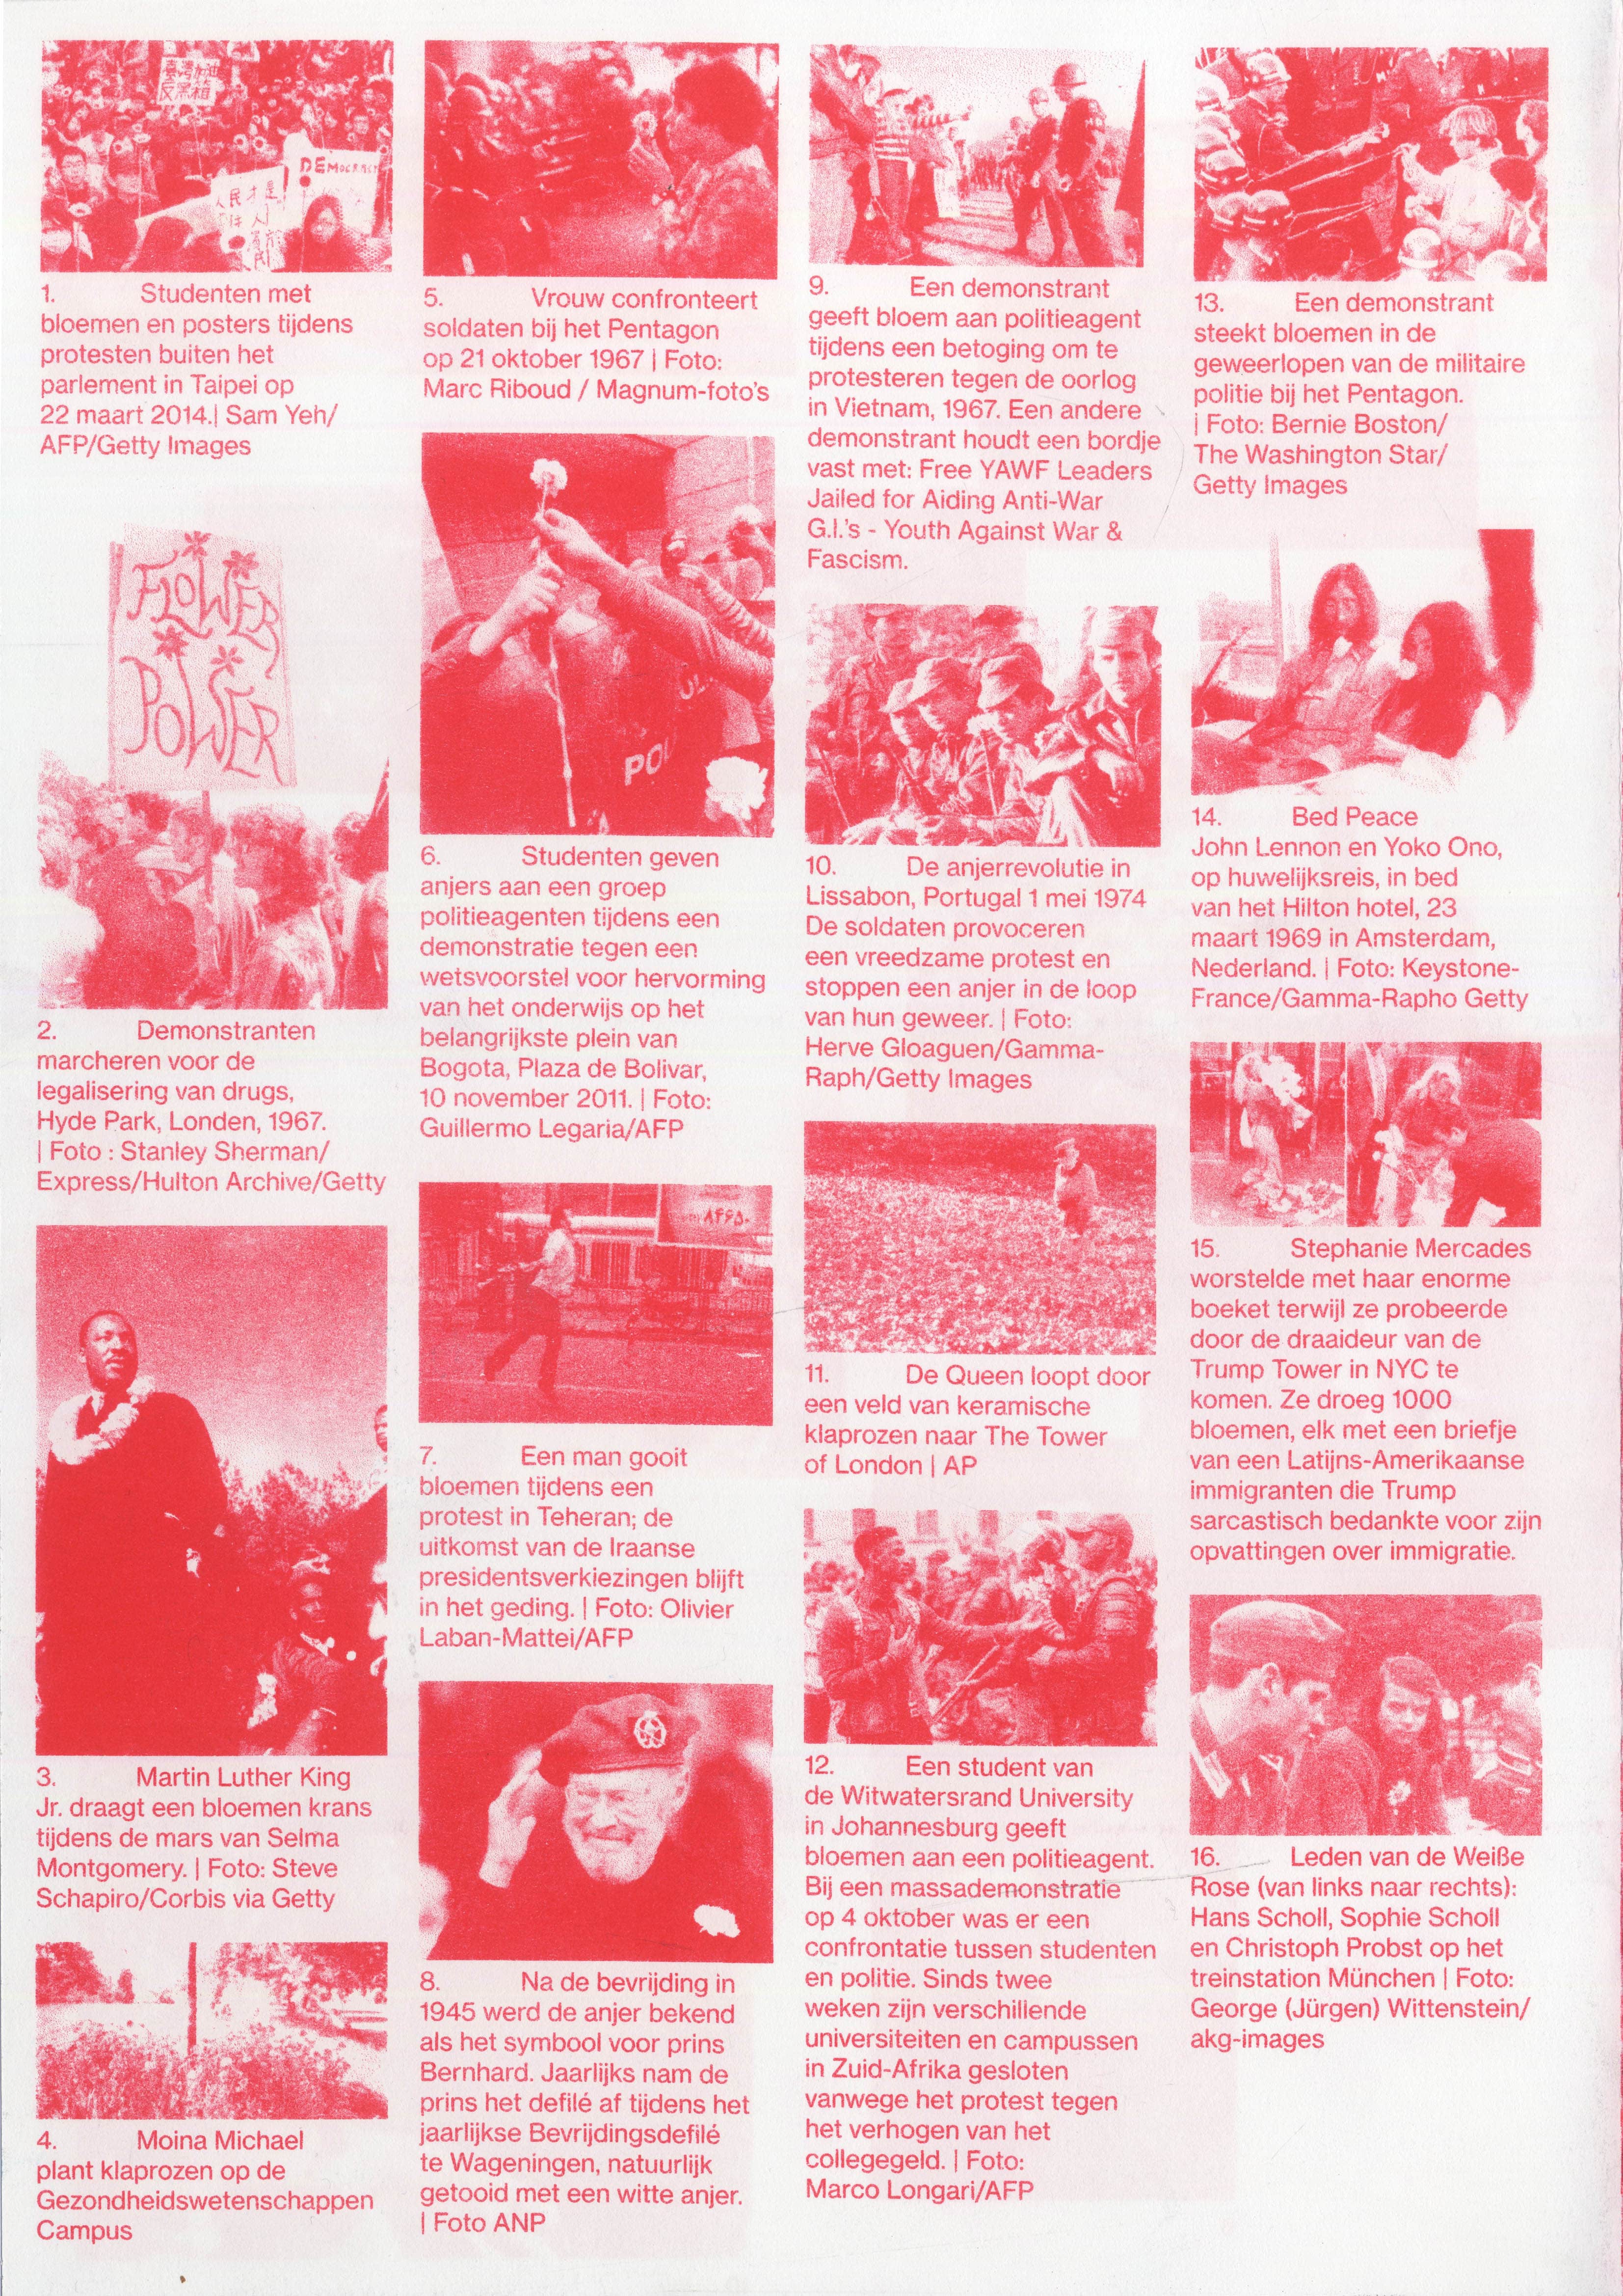 臺灣加油
反黑箱
DEMOCRACY
1. Studenten met
bloemen en posters tijdens
protesten buiten het
parlement in Taipei op
22 maart 2014.| Sam Yeh/
AFP/Getty Images
FLOWER
POWER
2. Demonstranten
marcheren voor de
legalisering van drugs,
Hyde Park, Londen, 1967.
| Foto : Stanley Sherman/
Express/Hulton Archive/Getty
3. Martin Luther King
Jr. draagt een bloemen krans
tijdens de mars van Selma
Montgomery. | Foto: Steve
Schapiro/Corbis via Getty
4. Moina Michael
plant klaprozen op de
Gezondheidswetenschappen
Campus
5. Vrouw confronteert
soldaten bij het Pentagon
op 21 oktober 1967 | Foto:
Marc Riboud / Magnum-foto's
6. Studenten geven
anjers aan een groep
politieagenten tijdens een
demonstratie tegen een
wetsvoorstel voor hervorming
van het onderwijs op het
belangrijkste plein van
Bogota, Plaza de Bolivar,
10 november 2011. | Foto:
Guillermo Legaria/AFP
۸۴۴۵۰
7. Een man gooit
bloemen tijdens een
protest in Teheran; de
uitkomst van de Iraanse
presidentsverkiezingen blijft
in het geding. | Foto: Olivier
Laban-Mattei/AFP
8. Na de bevrijding in
1945 werd de anjer bekend
als het symbool voor prins
Bernhard. Jaarlijks nam de
prins het defilé af tijdens het
jaarlijkse Bevrijdingsdefilé
te Wageningen, natuurlijk
getooid met een witte anjer.
| Foto ANP
9. Een demonstrant
geeft bloem aan politieagent
tijdens een betoging om te
protesteren tegen de oorlog
in Vietnam, 1967. Een andere
demonstrant houdt een bordje
vast met: Free YAWF Leaders
Jailed for Aiding Anti-War
G.I.'s - Youth Against War &
Fascism.
10. De anjerrevolutie in
Lissabon, Portugal 1 mei 1974
De soldaten provoceren
een vreedzame protest en
stoppen een anjer in de loop
van hun geweer. | Foto:
Herve Gloaguen/Gamma-
Raph/Getty Images
11. De Queen loopt door
een veld van keramische
klaprozen naar The Tower
of London | AP
12. Een student van
de Witwatersrand University
in Johannesburg geeft
bloemen aan een politieagent.
Bij een massademonstratie
op 4 oktober was er een
confrontatie tussen studenten
en politie. Sinds twee
weken zijn verschillende
universiteiten en campussen
in Zuid-Afrika gesloten
vanwege het protest tegen
het verhogen van het
collegegeld. | Foto:
Marco Longari/AFP
13. Een demonstrant
steekt bloemen in de
geweerlopen van de militaire
politie bij het Pentagon.
| Foto: Bernie Boston/
The Washington Star/
Getty Images
14. Bed Peace
John Lennon en Yoko Ono,
op huwelijksreis, in bed
van het Hilton hotel, 23
maart 1969 in Amsterdam,
Nederland. | Foto: Keystone-
France/Gamma-Rapho Getty
15. Stephanie Mercades
worstelde met haar enorme
boeket terwijl ze probeerde
door de draaideur van de
Trump Tower in NYC te
komen. Ze droeg 1000
bloemen, elk met een briefje
van een Latijns-Amerikaanse
immigranten die Trump
sarcastisch bedankte voor zijn
opvattingen over immigratie.
16. Leden van de Weiße
Rose (van links naar rechts):
Hans Scholl, Sophie Scholl
en Christoph Probst op het
treinstation München | Foto:
George (Jürgen) Wittenstein/
akg-images